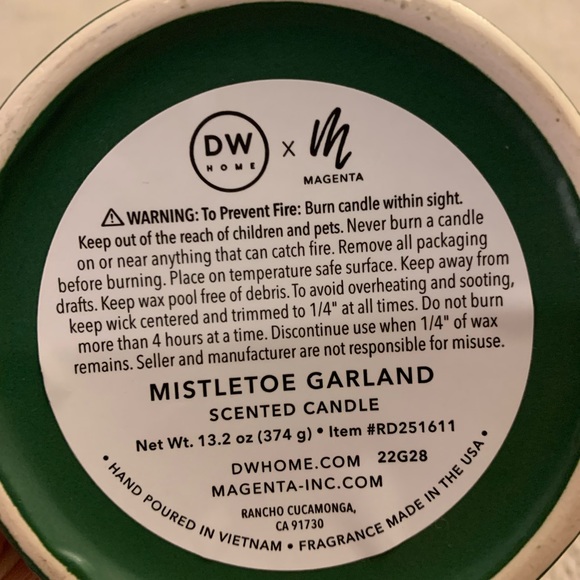 DW HOME x M MAGENTA
⚠ WARNING: To Prevent Fire: Burn candle within sight.
Keep out of the reach of children and pets. Never burn a candle
on or near anything that can catch fire. Remove all packaging
before burning. Place on temperature safe surface. Keep away from
drafts. Keep wax pool free of debris. To avoid overheating and sooting,
keep wick centered and trimmed to 1/4" at all times. Do not burn
more than 4 hours at a time. Discontinue use when 1/4" of wax
remains. Seller and manufacturer are not responsible for misuse.
MISTLETOE GARLAND
SCENTED CANDLE
Net Wt. 13.2 oz (374 g) • Item #RD251611
DWHOME.COM 22G28
MAGENTA-INC.COM
RANCHO CUCAMONGA,
CA 91730
• HAND POURED IN VIETNAM • FRAGRANCE MADE IN THE USA •